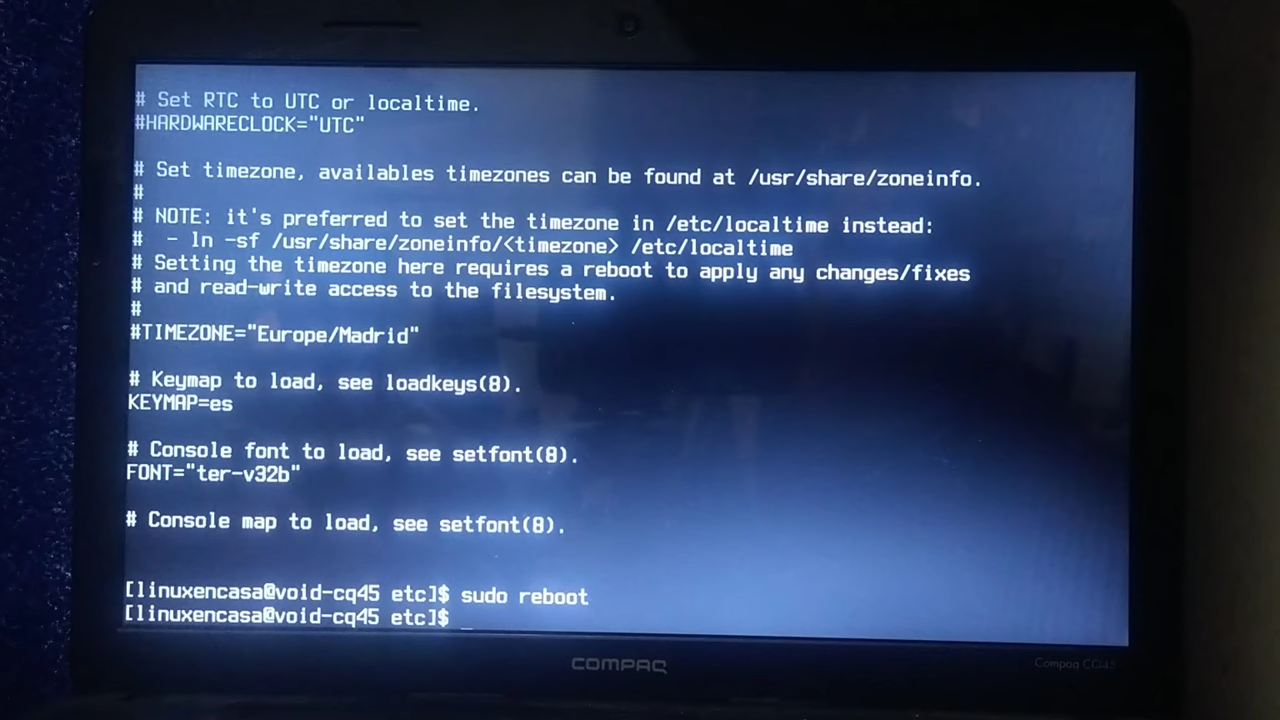 # Set RTC to UTC or localtime.
#HARDWARECLOCK="UTC"
# Set timezone, availables timezones can be found at /usr/share/zoneinfo.
#
# NOTE: it's preferred to set the timezone in /etc/localtime instead:
#  - ln -sf /usr/share/zoneinfo/<timezone> /etc/localtime
# Setting the timezone here requires a reboot to apply any changes/fixes
# and read-write access to the filesystem.
#
#TIMEZONE="Europe/Madrid"
# Keymap to load, see loadkeys(8).
KEYMAP=es
# Console font to load, see setfont(8).
FONT="ter-v32b"
# Console map to load, see setfont(8).
[linuxencasa@void-cq45 etc]$ sudo reboot
[linuxencasa@void-cq45 etc]$ _
COMPAQ
Compaq CQ45